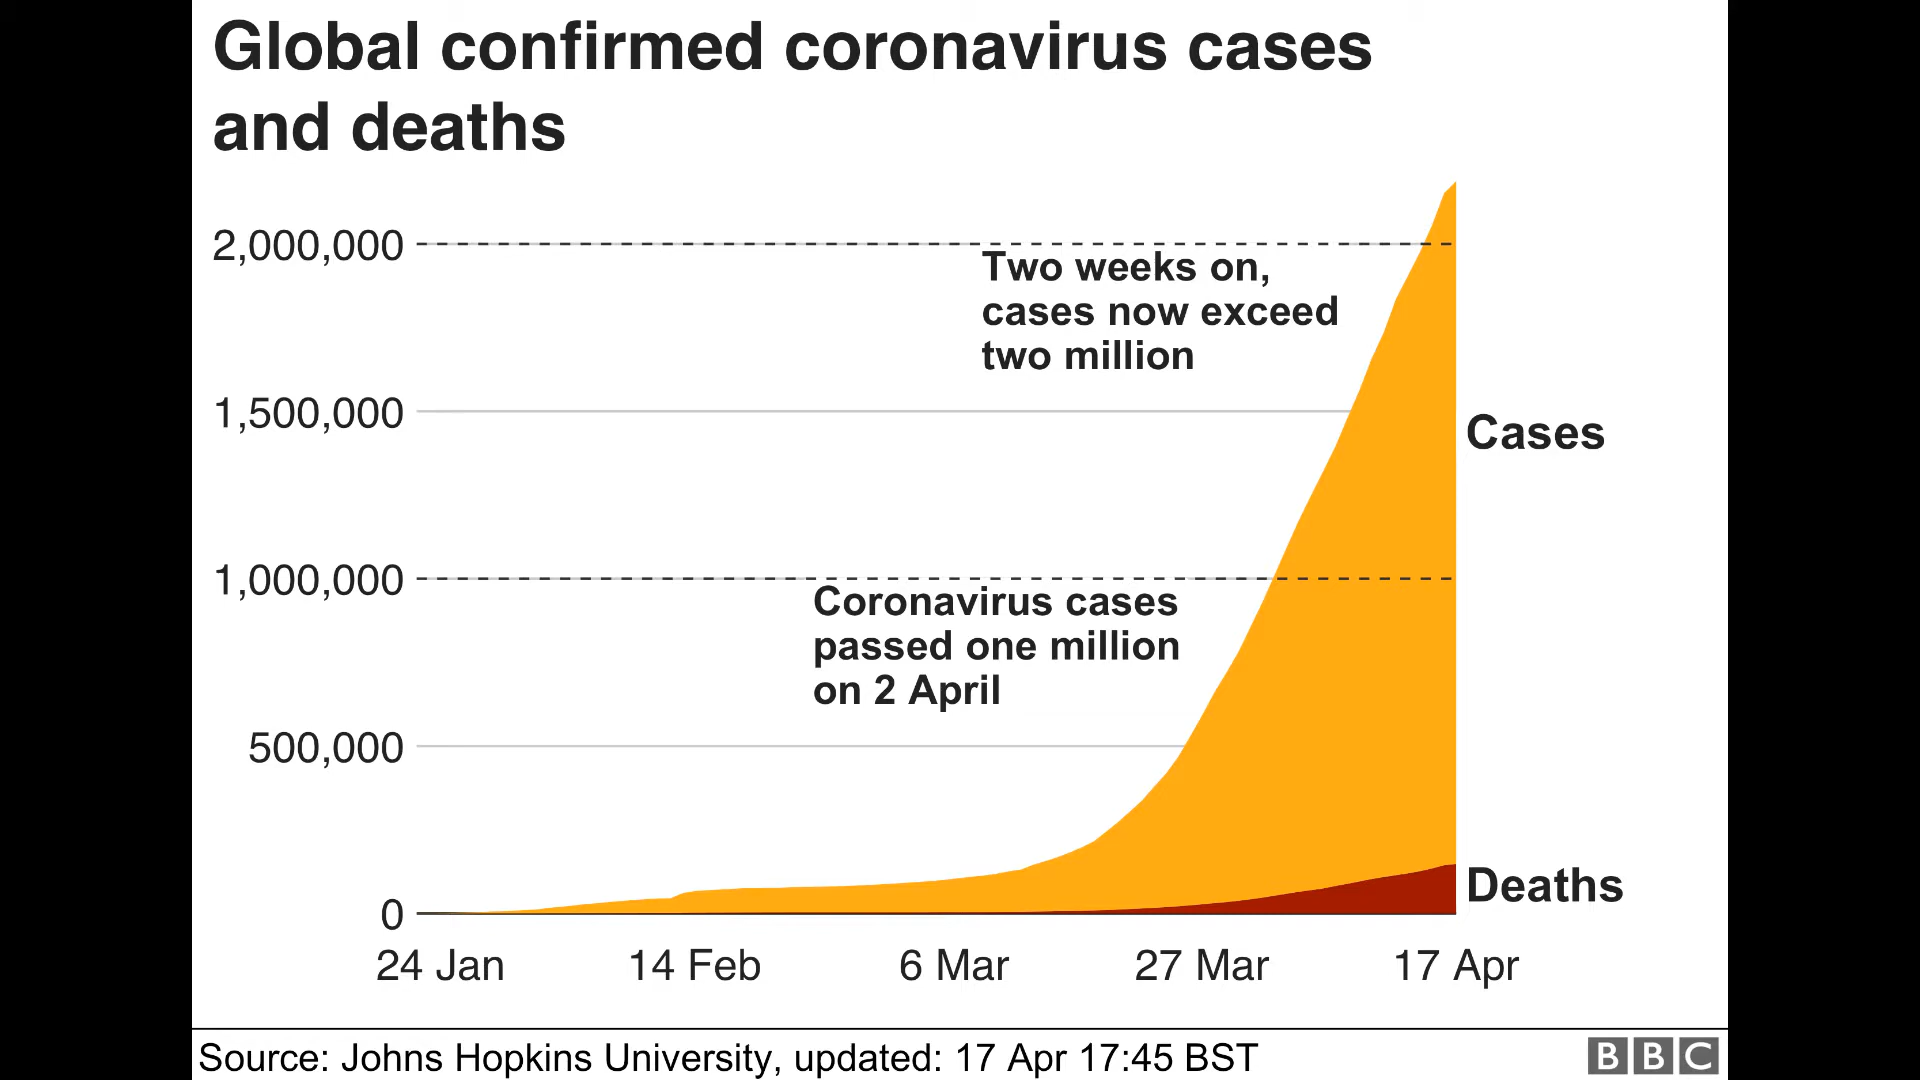 Global confirmed coronavirus cases
and deaths
2,000,000
Two weeks on,
cases now exceed
two million
1,500,000
Cases
1,000,000
Coronavirus cases
passed one million
on 2 April
500,000
Deaths
0
24 Jan 14 Feb 6 Mar 27 Mar 17 Apr
Source: Johns Hopkins University, updated: 17 Apr 17:45 BST
BBC